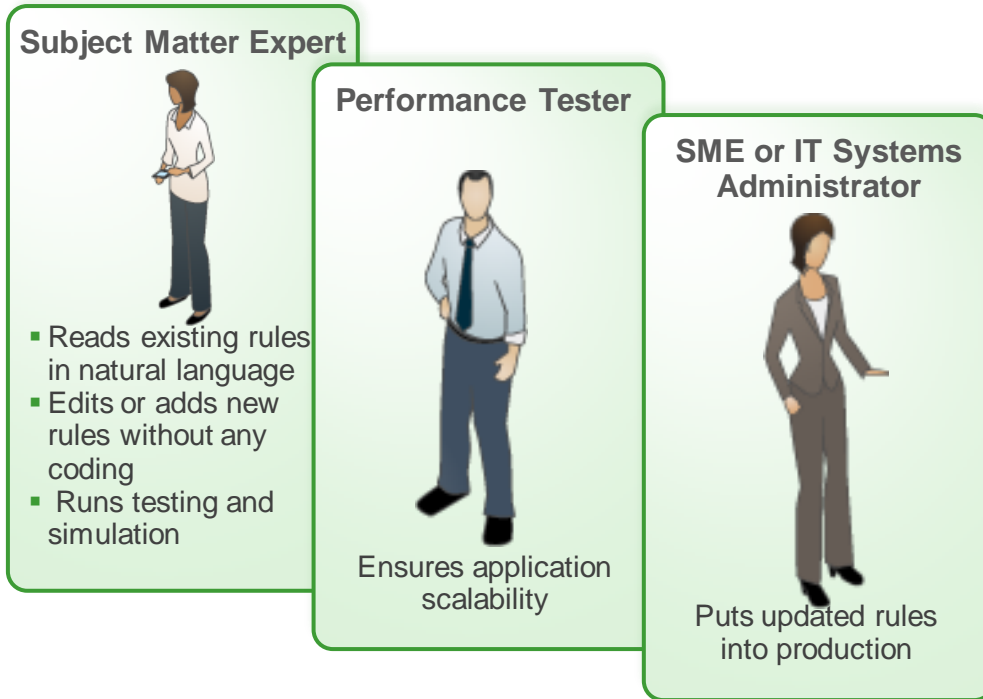 Subject Matter Expert
▪ Reads existing rules
in natural language
▪ Edits or adds new
rules without any
coding
▪ Runs testing and
simulation
Performance Tester
Ensures application
scalability
SME or IT Systems
Administrator
Puts updated rules
into production